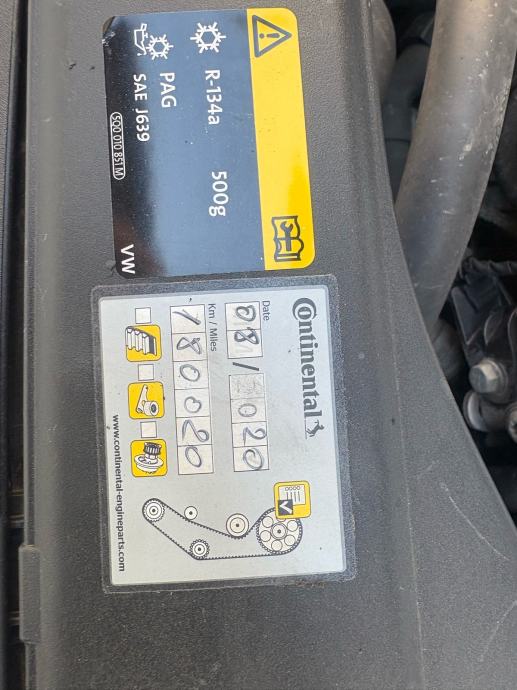 R-134a 500g
PAG
SAE J639
5Q0 010 851 M
VW
Continental
Date
08/ 020
Km / Miles
180020
www.continental-engineparts.com